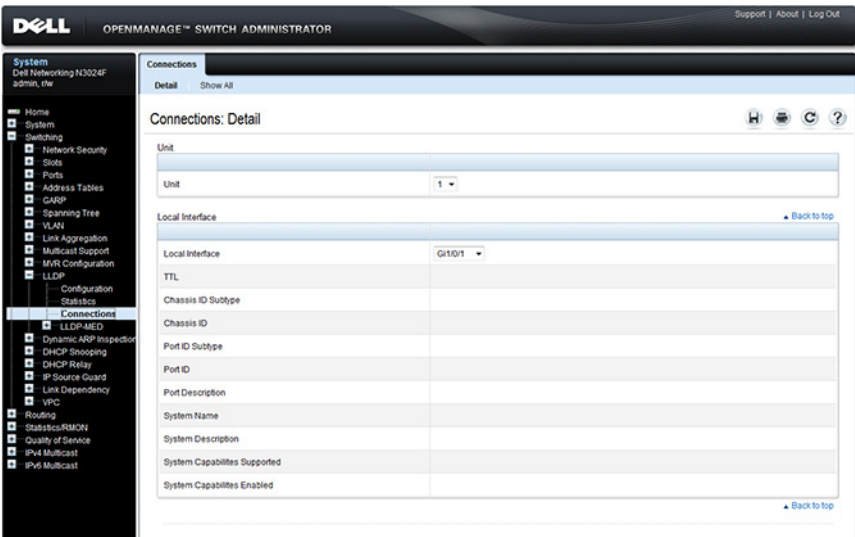 Support | About | Log Out
DELL OPENMANAGE™ SWITCH ADMINISTRATOR
System
Dell Networking N3024F
admin, r/w
Home
System
Switching
Network Security
Slots
Ports
Address Tables
GARP
Spanning Tree
VLAN
Link Aggregation
Multicast Support
MVR Configuration
LLDP
Configuration
Statistics
Connections
LLDP-MED
Dynamic ARP Inspection
DHCP Snooping
DHCP Relay
IP Source Guard
Link Dependency
VPC
Routing
Statistics/RMON
Quality of Service
IPv4 Multicast
IPv6 Multicast
Connections
Detail Show All
Connections: Detail
?
Unit
Unit 1
Local Interface Back to top
Local Interface Gi1/0/1
TTL
Chassis ID Subtype
Chassis ID
Port ID Subtype
Port ID
Port Description
System Name
System Description
System Capabilites Supported
System Capabilites Enabled
Back to top